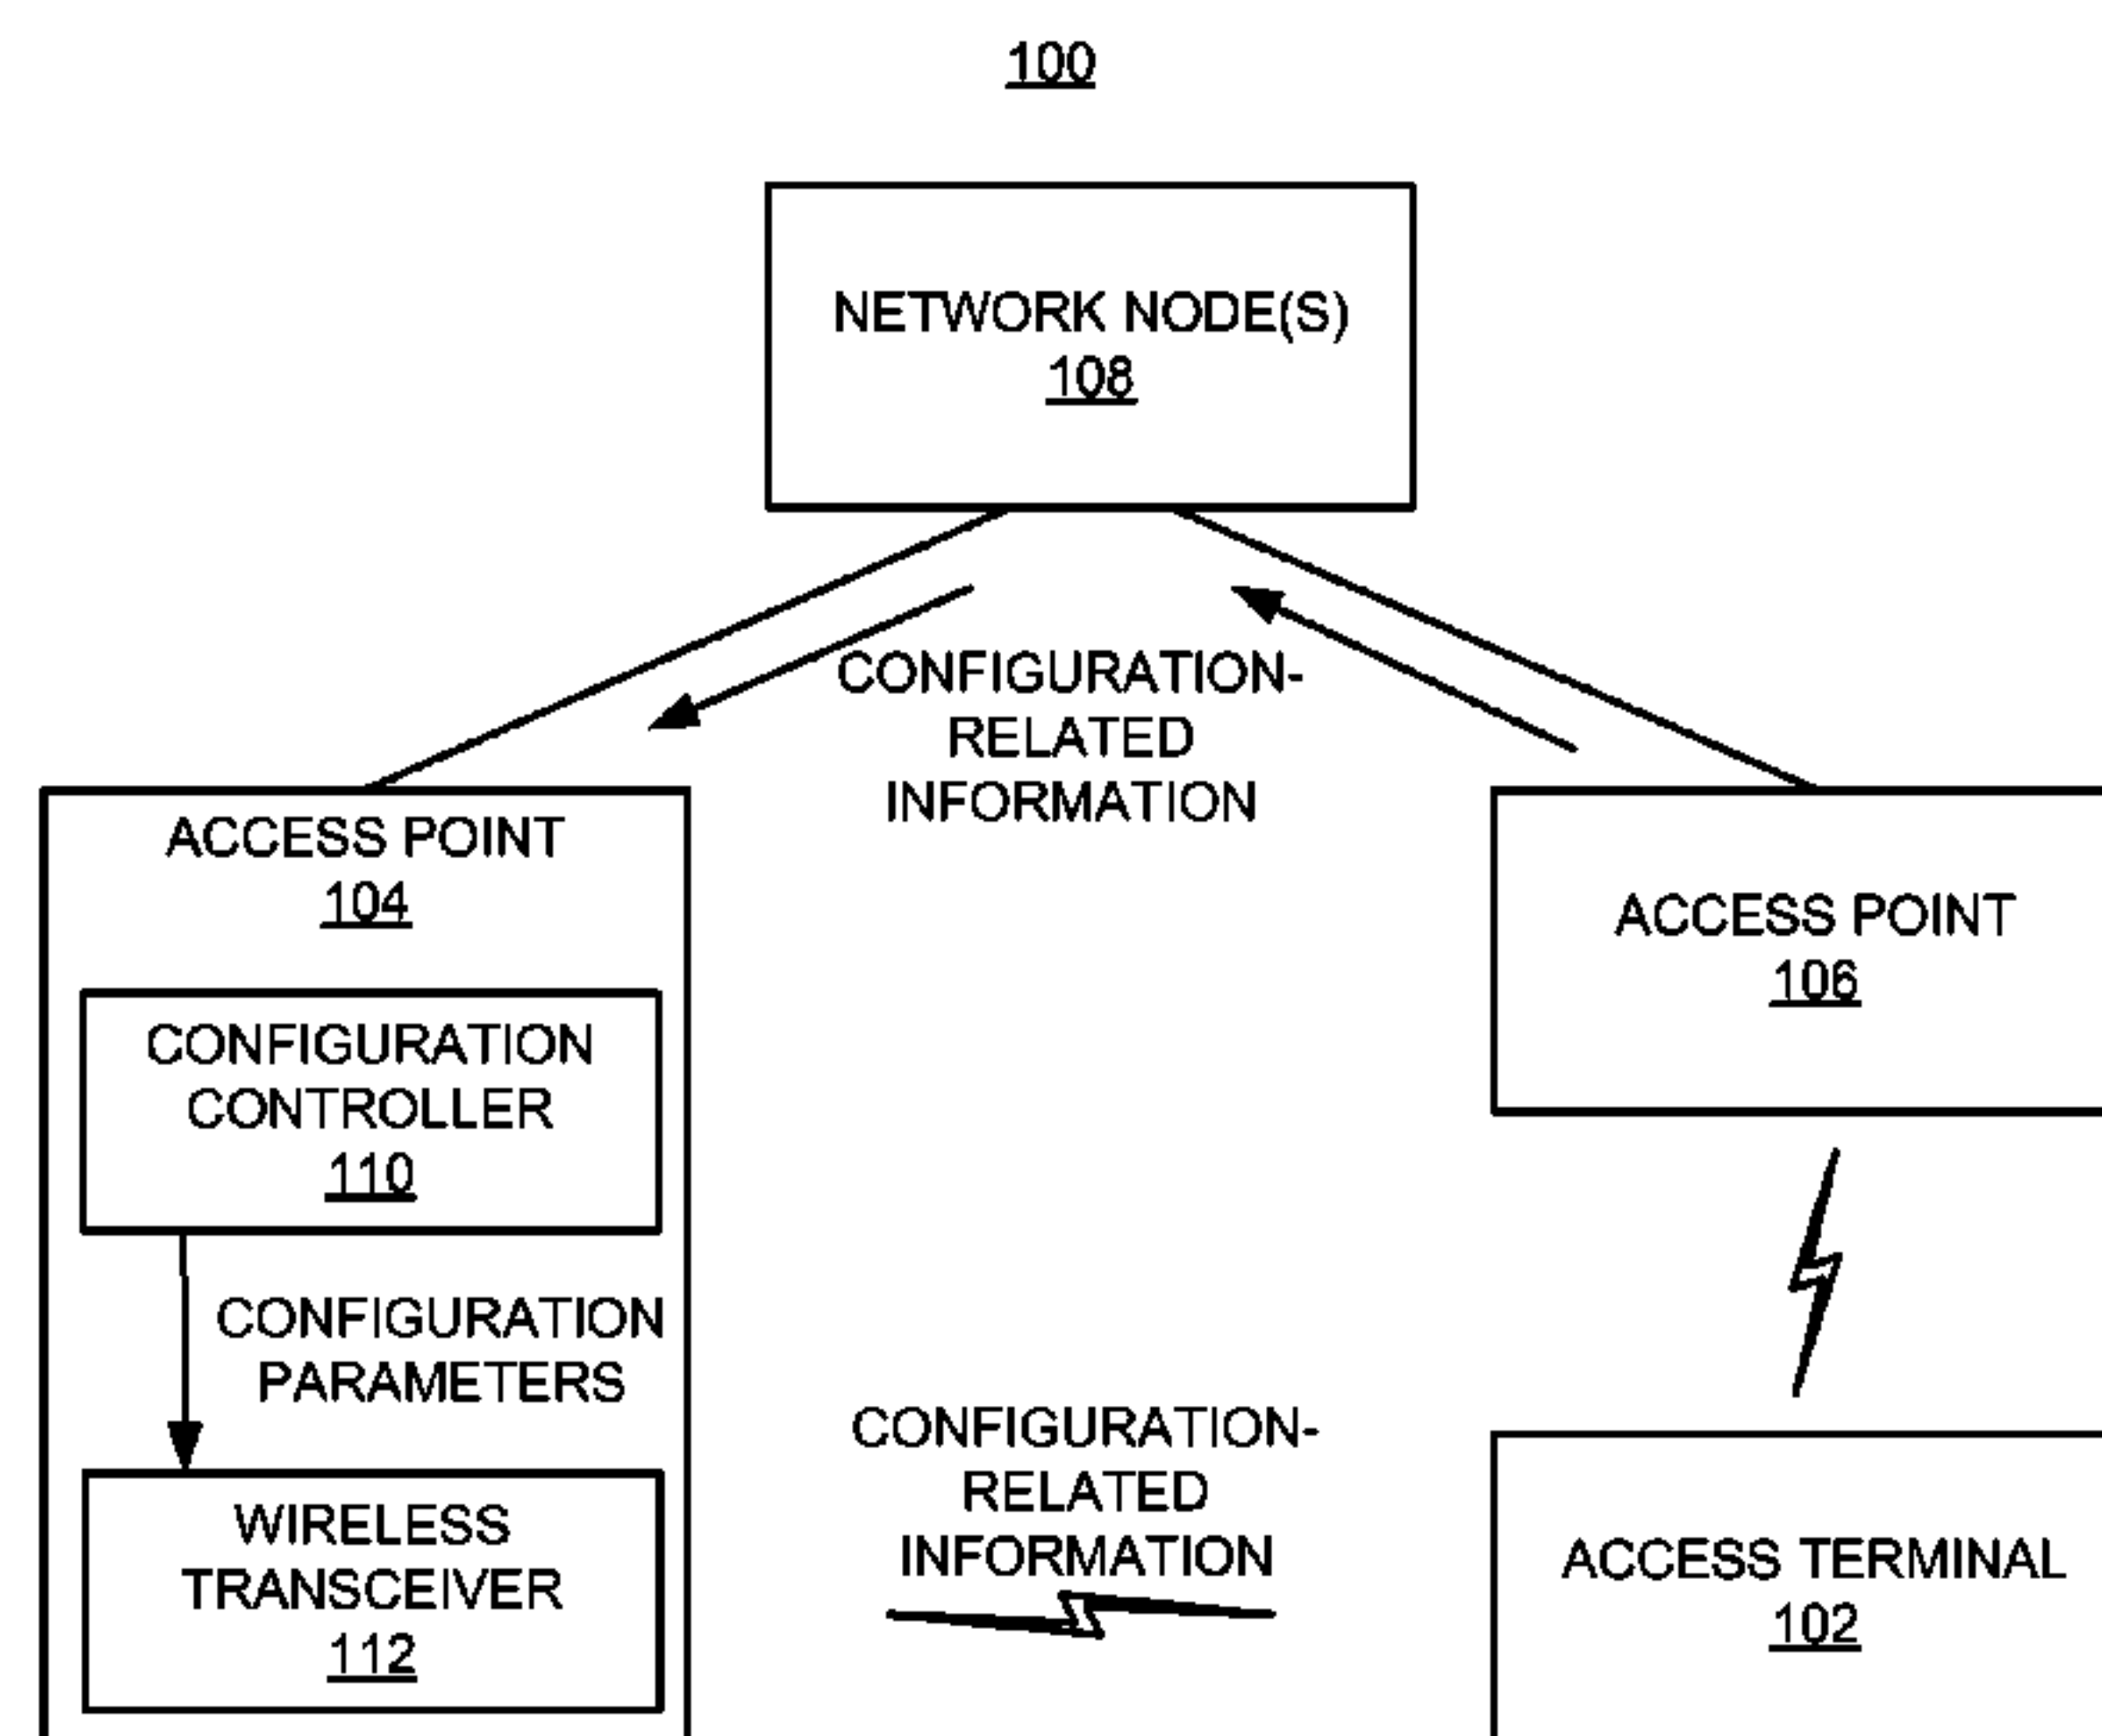 100
NETWORK NODE(S)
108
CONFIGURATION-
RELATED
INFORMATION
ACCESS POINT
104
ACCESS POINT
106
CONFIGURATION
CONTROLLER
110
CONFIGURATION
PARAMETERS
WIRELESS
TRANSCEIVER
112
CONFIGURATION-
RELATED
INFORMATION
ACCESS TERMINAL
102